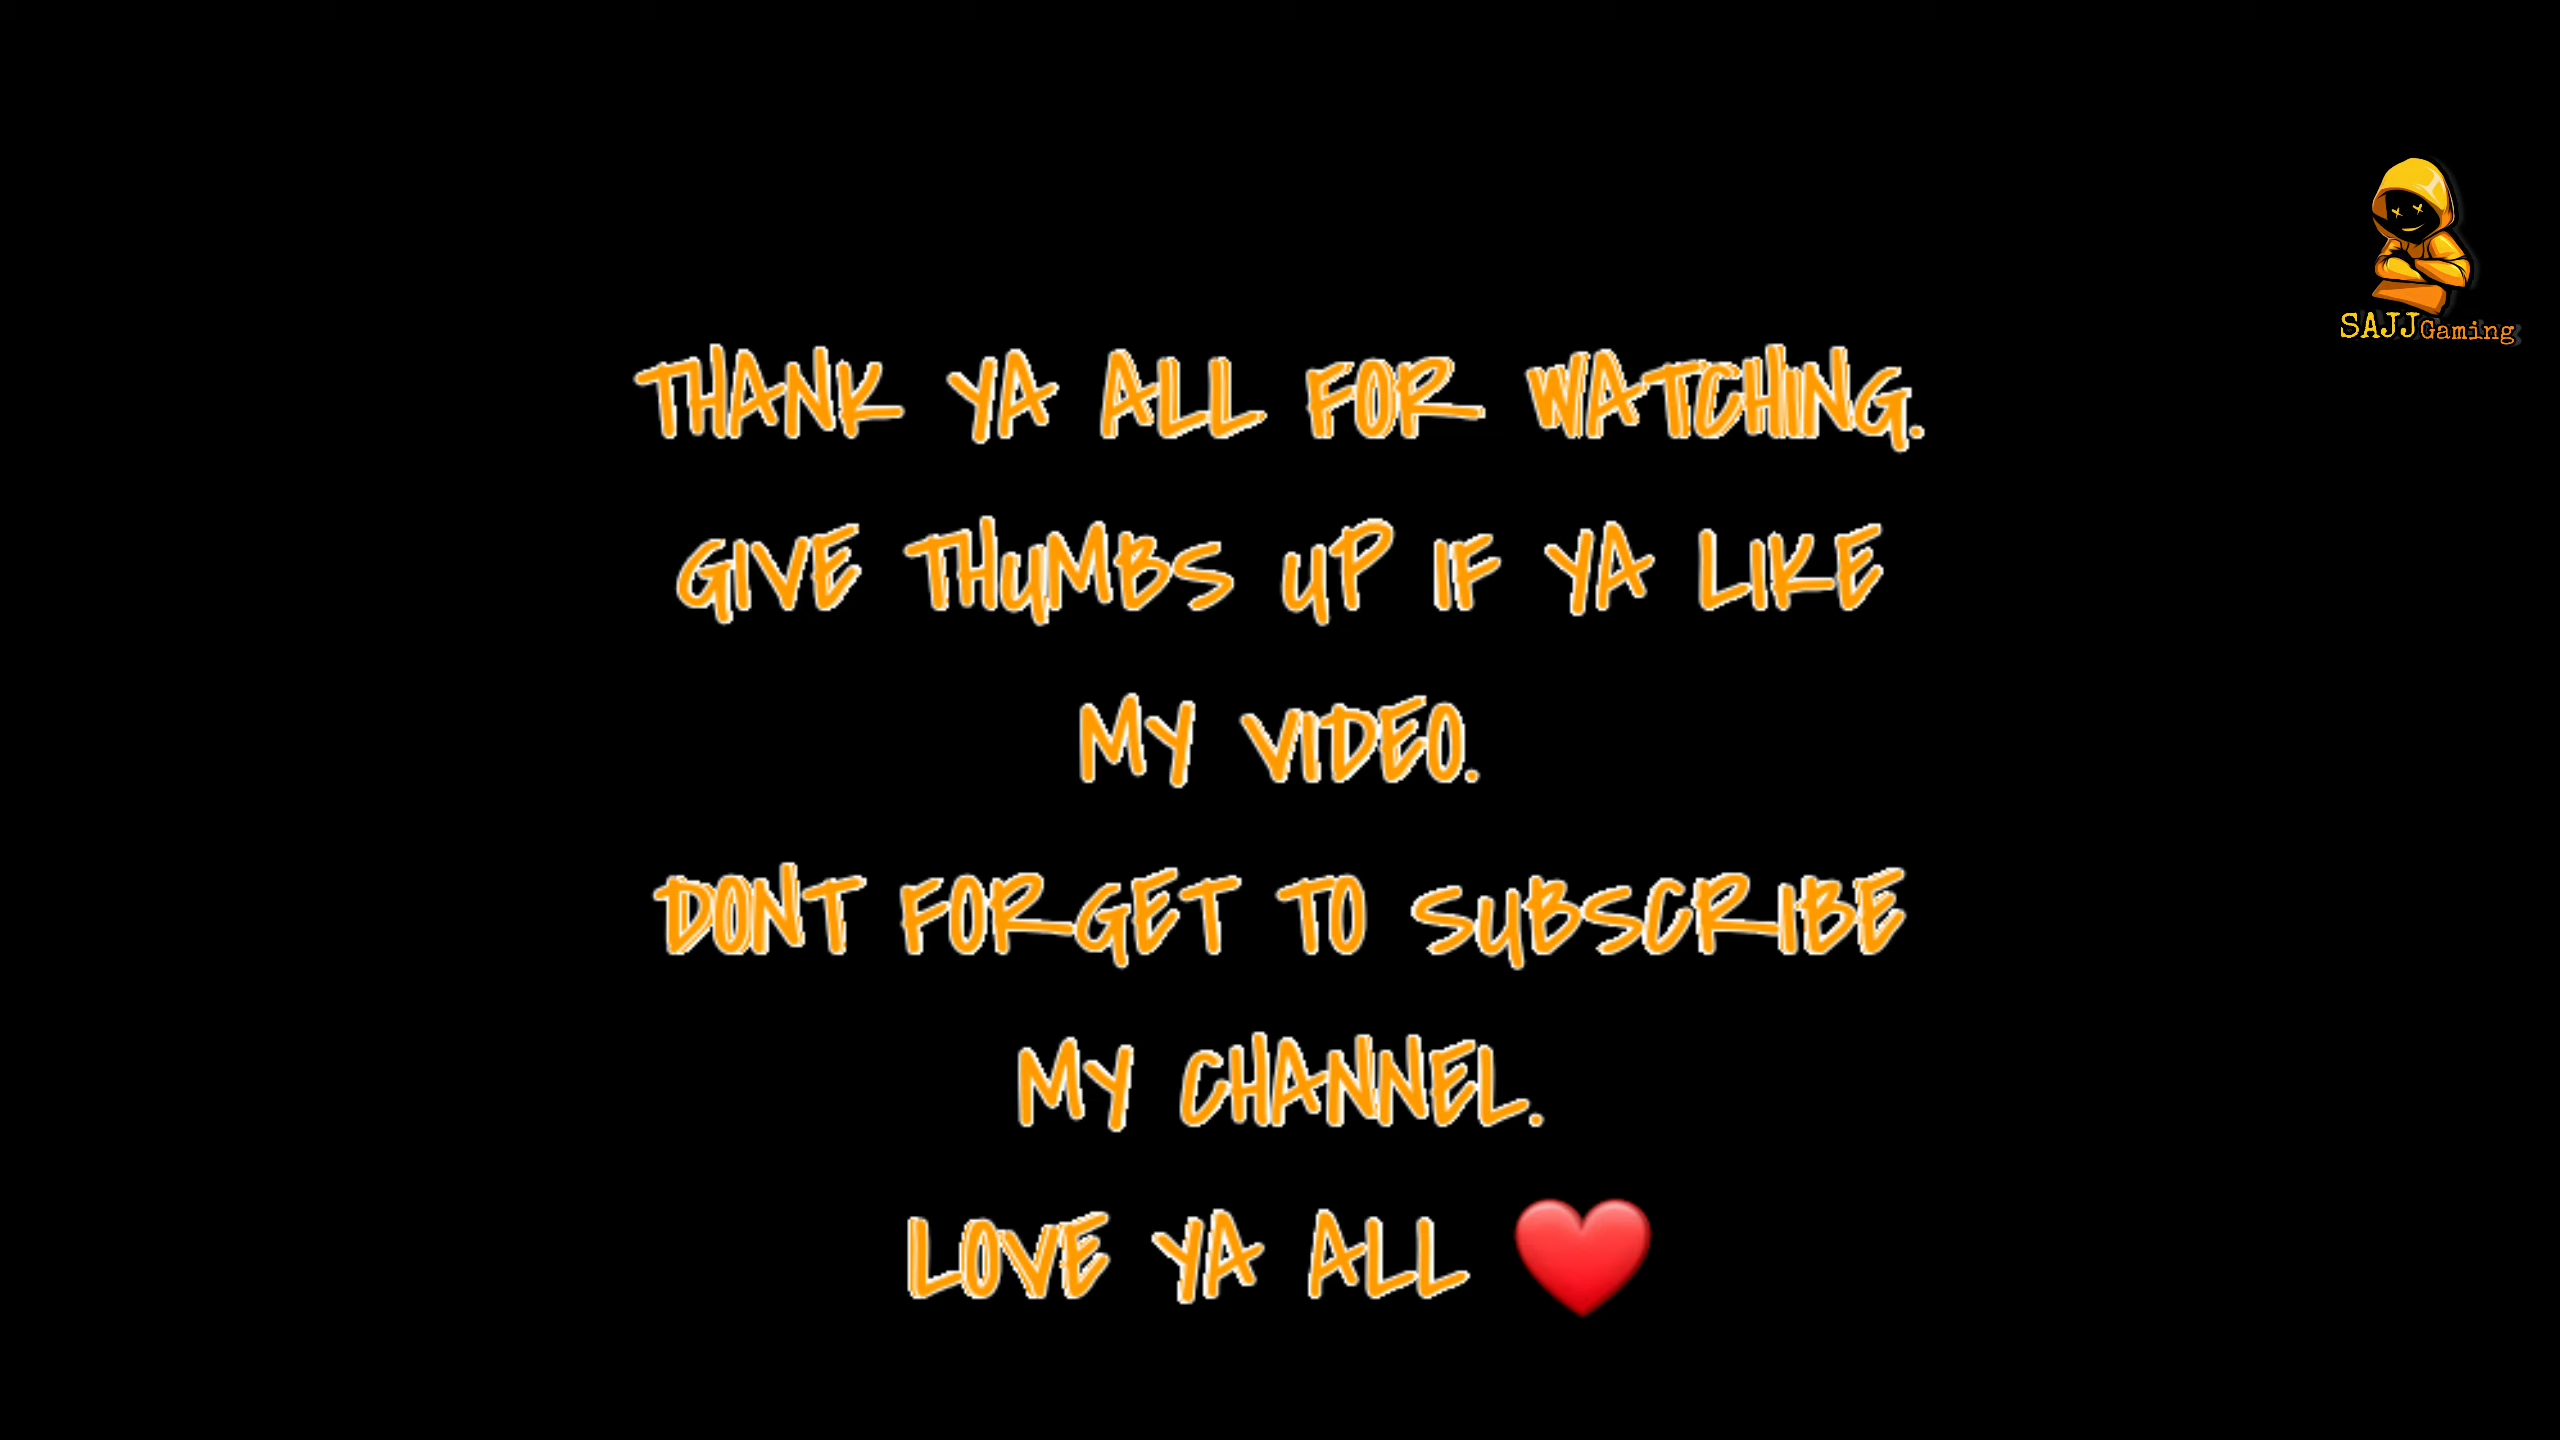 SAJJGaming
THANK YA ALL FOR WATCHING.
GIVE THUMBS UP IF YA LIKE
MY VIDEO.
DONT FORGET TO SUBSCRIBE
MY CHANNEL.
LOVE YA ALL ❤️